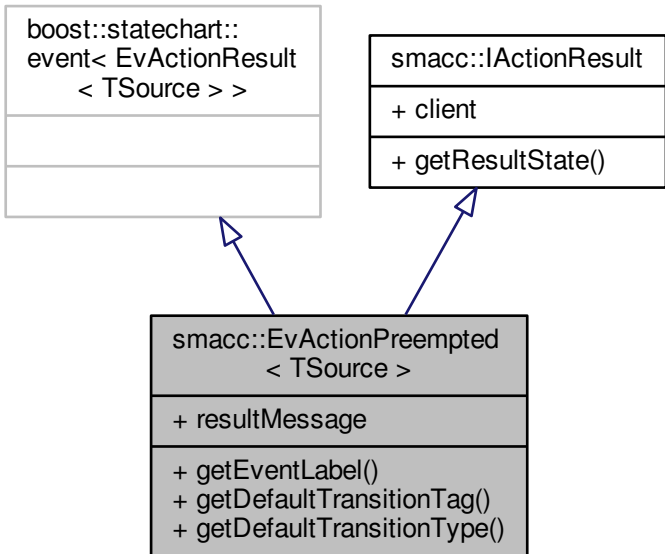 boost::statechart::
event< EvActionResult
< TSource > >
smacc::IActionResult
+ client
+ getResultState()
smacc::EvActionPreempted
< TSource >
+ resultMessage
+ getEventLabel()
+ getDefaultTransitionTag()
+ getDefaultTransitionType()